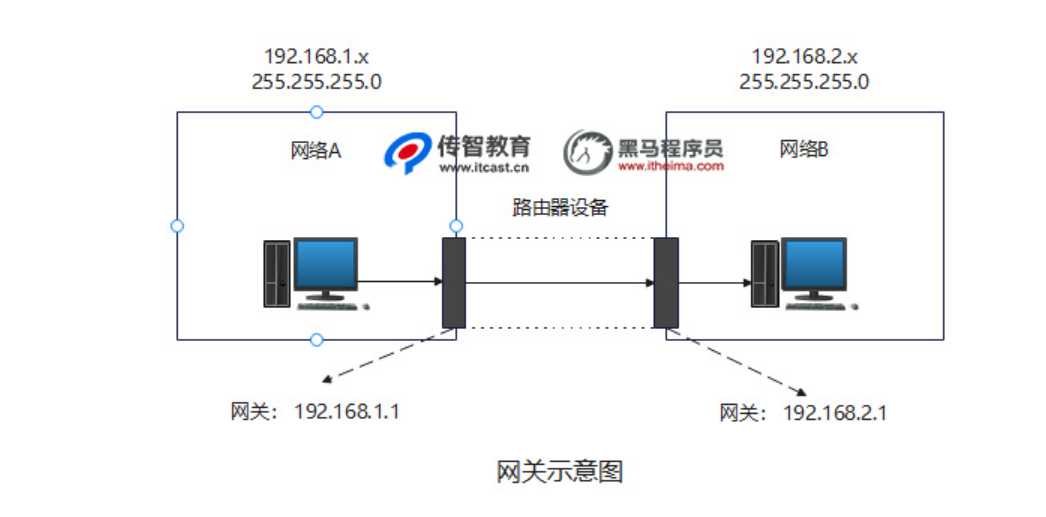 192.168.1.x
255.255.255.0
192.168.2.x
255.255.255.0
网络A
传智教育
www.itcast.cn
黑马程序员
www.itheima.com
网络B
路由器设备
网关： 192.168.1.1
网关： 192.168.2.1
网关示意图